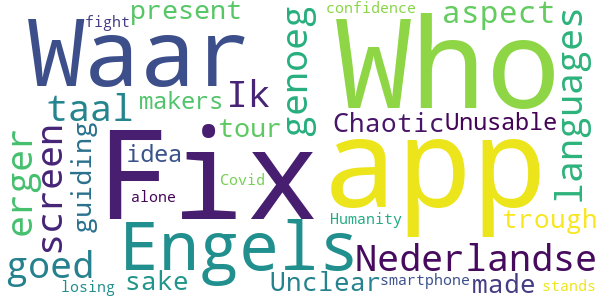 fight present confidence aspect
Waar Who
genoeg languages
taal makers Ik
tour Chaotic Unusable
erger screen guiding idea Fix app
alone Covid
Humanity trough
goed Engels Nederlandse
sake Unclear smartphone made stands
losing